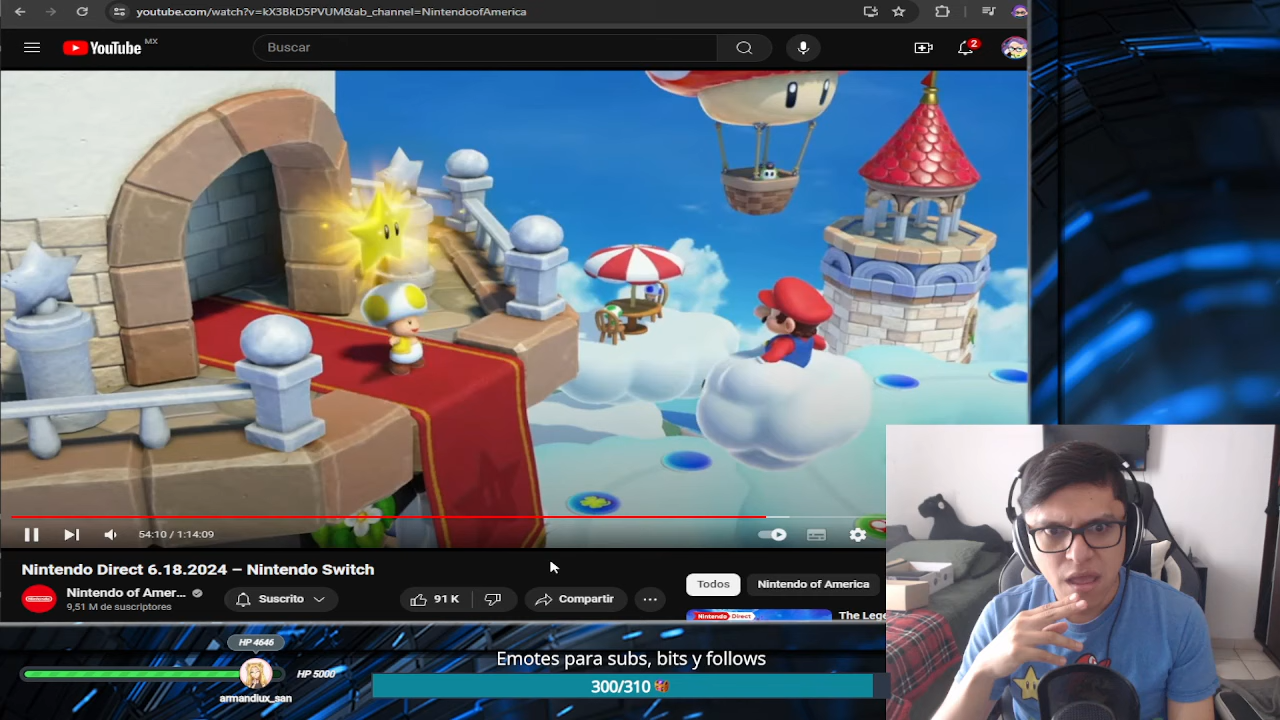 youtube.com/watch?v=kX3BkD5PVUM&ab_channel=NintendoofAmerica
YouTube MX
Buscar
2
54:10 / 1:14:09
Nintendo Direct 6.18.2024 – Nintendo Switch
Nintendo of Amer...
9,51 M de suscriptores
Suscrito
91 K
Compartir
Todos
Nintendo of America
Nintendo Direct
The Lege
HP 4646
HP 5000
armandiux_san
Emotes para subs, bits y follows
300/310